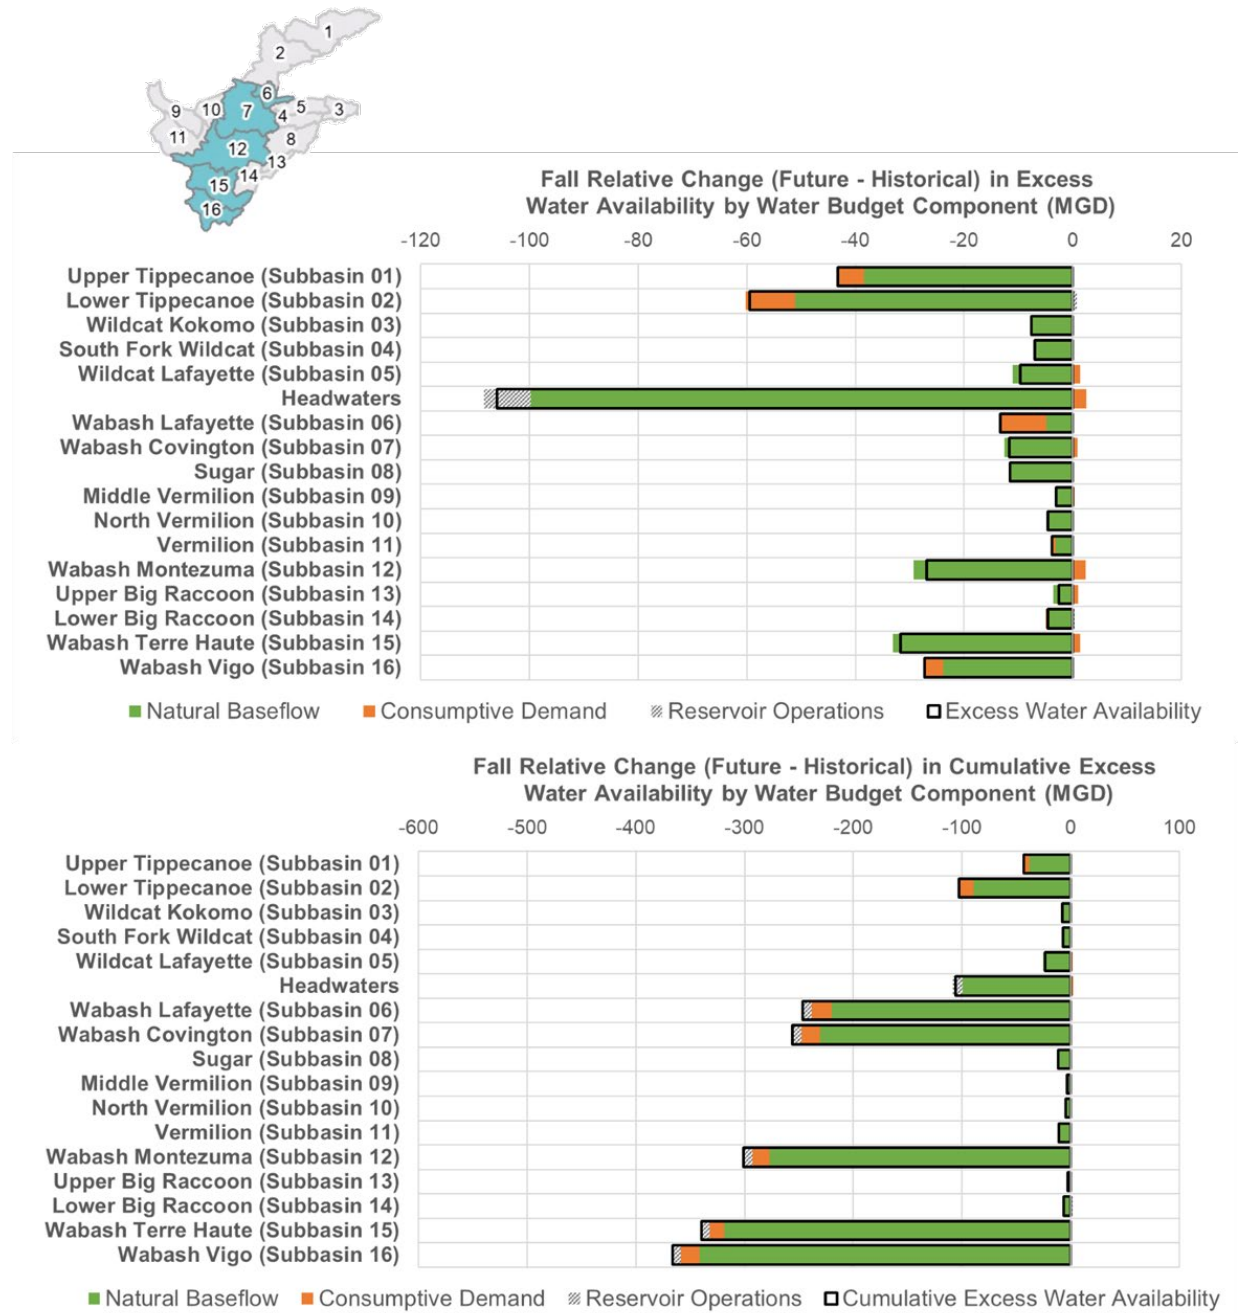 1
2
6
9
10
7
5
3
4
11
8
12
13
14
15
16
Fall Relative Change (Future - Historical) in Excess
Water Availability by Water Budget Component (MGD)
-120 -100 -80 -60 -40 -20 0 20
Upper Tippecanoe (Subbasin 01)
Lower Tippecanoe (Subbasin 02)
Wildcat Kokomo (Subbasin 03)
South Fork Wildcat (Subbasin 04)
Wildcat Lafayette (Subbasin 05)
Headwaters
Wabash Lafayette (Subbasin 06)
Wabash Covington (Subbasin 07)
Sugar (Subbasin 08)
Middle Vermilion (Subbasin 09)
North Vermilion (Subbasin 10)
Vermilion (Subbasin 11)
Wabash Montezuma (Subbasin 12)
Upper Big Raccoon (Subbasin 13)
Lower Big Raccoon (Subbasin 14)
Wabash Terre Haute (Subbasin 15)
Wabash Vigo (Subbasin 16)
Natural Baseflow Consumptive Demand Reservoir Operations Excess Water Availability
Fall Relative Change (Future - Historical) in Cumulative Excess
Water Availability by Water Budget Component (MGD)
-600 -500 -400 -300 -200 -100 0 100
Upper Tippecanoe (Subbasin 01)
Lower Tippecanoe (Subbasin 02)
Wildcat Kokomo (Subbasin 03)
South Fork Wildcat (Subbasin 04)
Wildcat Lafayette (Subbasin 05)
Headwaters
Wabash Lafayette (Subbasin 06)
Wabash Covington (Subbasin 07)
Sugar (Subbasin 08)
Middle Vermilion (Subbasin 09)
North Vermilion (Subbasin 10)
Vermilion (Subbasin 11)
Wabash Montezuma (Subbasin 12)
Upper Big Raccoon (Subbasin 13)
Lower Big Raccoon (Subbasin 14)
Wabash Terre Haute (Subbasin 15)
Wabash Vigo (Subbasin 16)
Natural Baseflow Consumptive Demand Reservoir Operations Cumulative Excess Water Availability